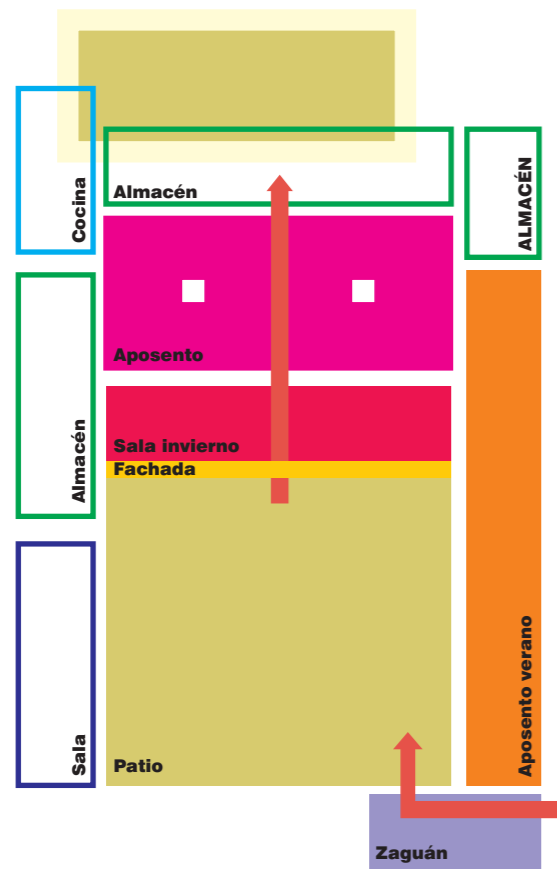 Cocina
Almacén
ALMACÉN
Aposento
Almacén
Sala invierno
Fachada
Aposento verano
Sala
Patio
Zaguán